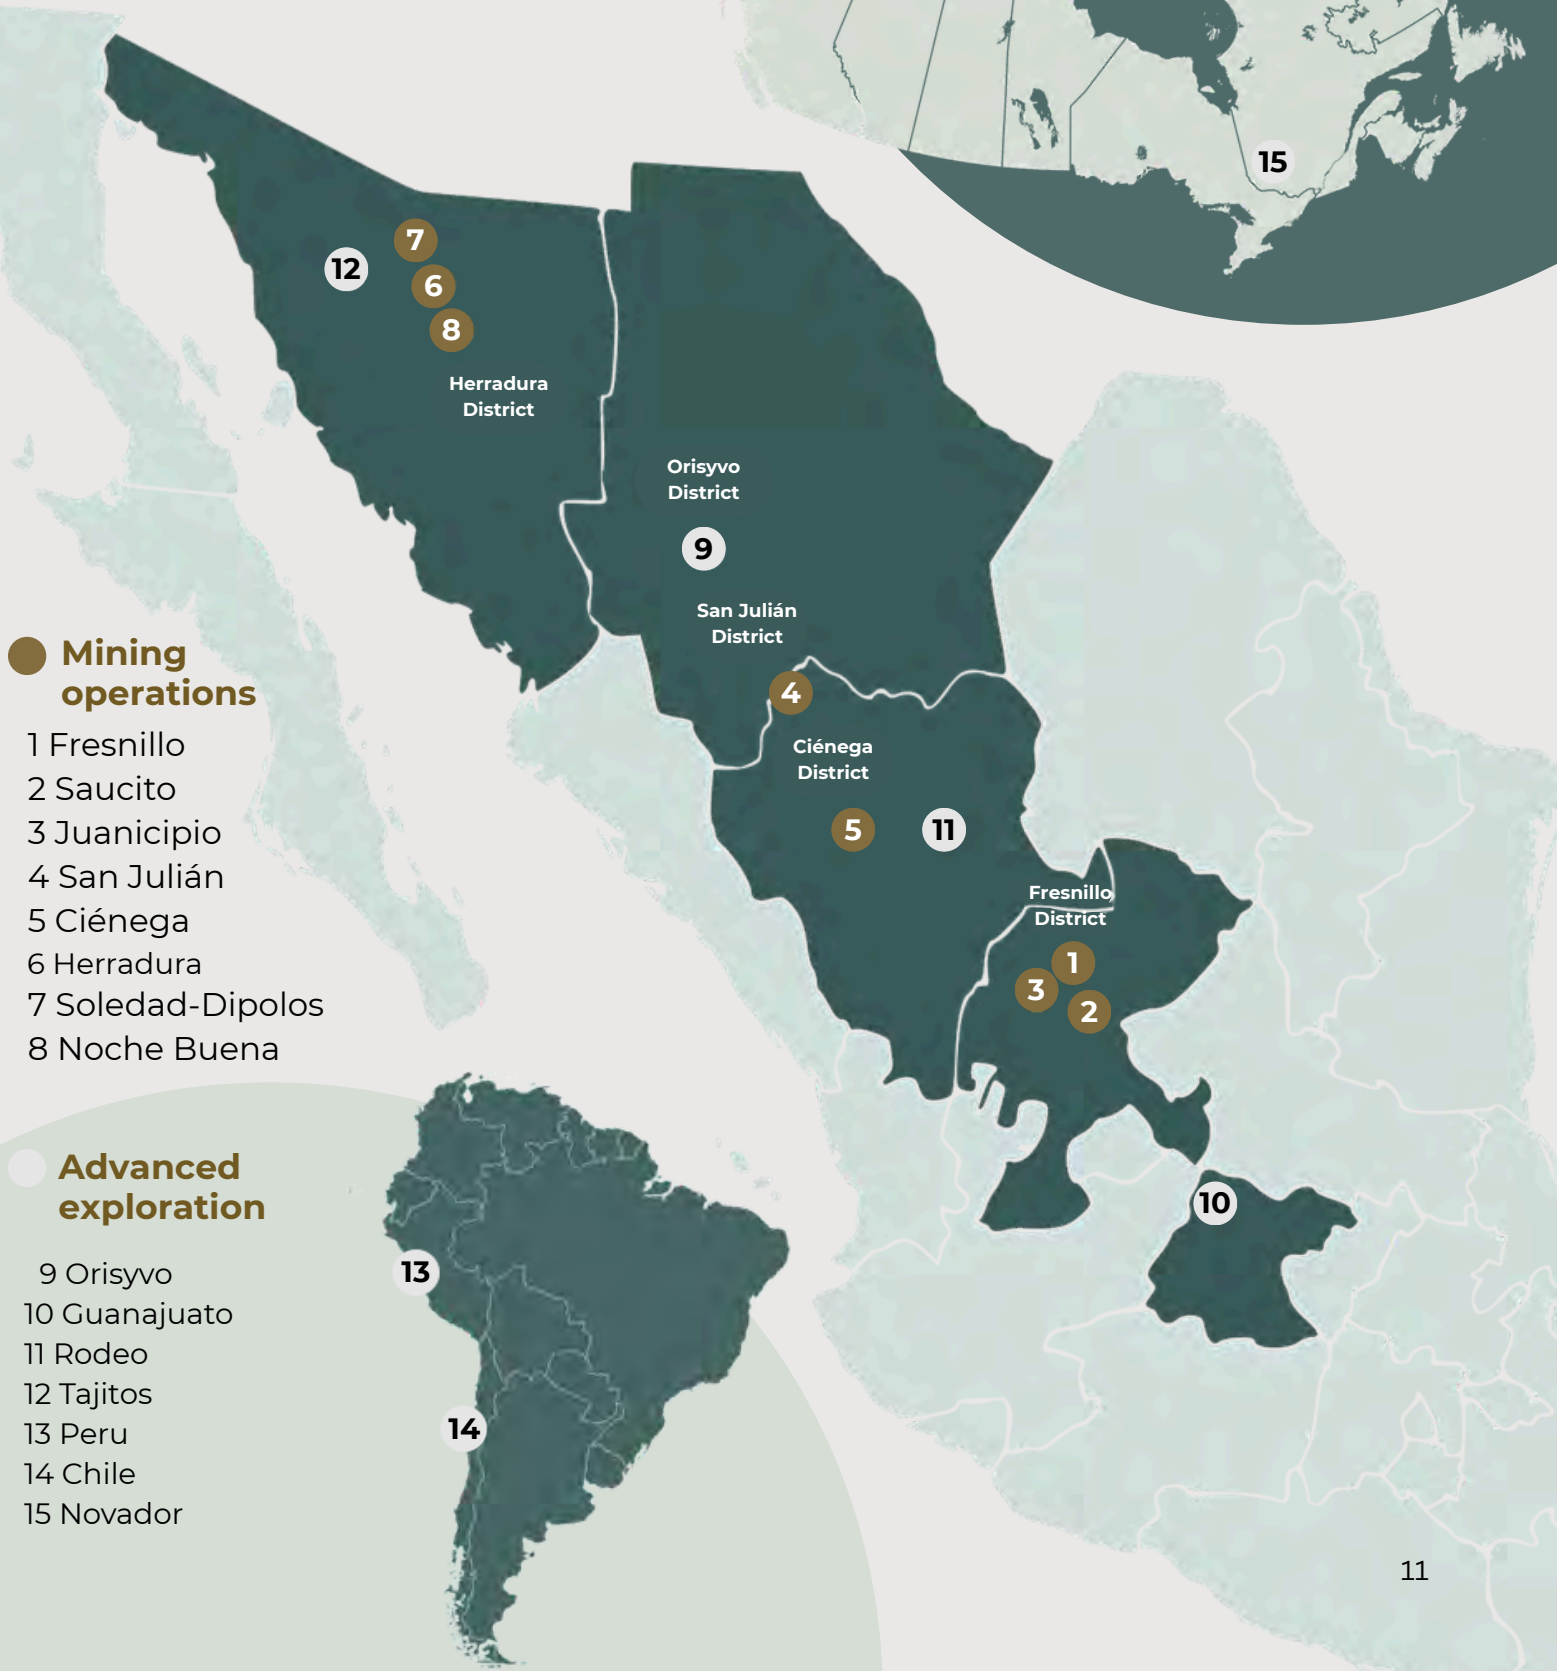 15
7
12
6
8
Herradura
District
Orisyvo
District
9
San Julián
District
4
Ciénega
District
5
11
Fresnillo
District
1
3
2
10
Mining
operations
1 Fresnillo
2 Saucito
3 Juanicipio
4 San Julián
5 Ciénega
6 Herradura
7 Soledad-Dipolos
8 Noche Buena
Advanced
exploration
9 Orisyvo
10 Guanajuato
11 Rodeo
12 Tajitos
13 Peru
14 Chile
15 Novador
13
14
11